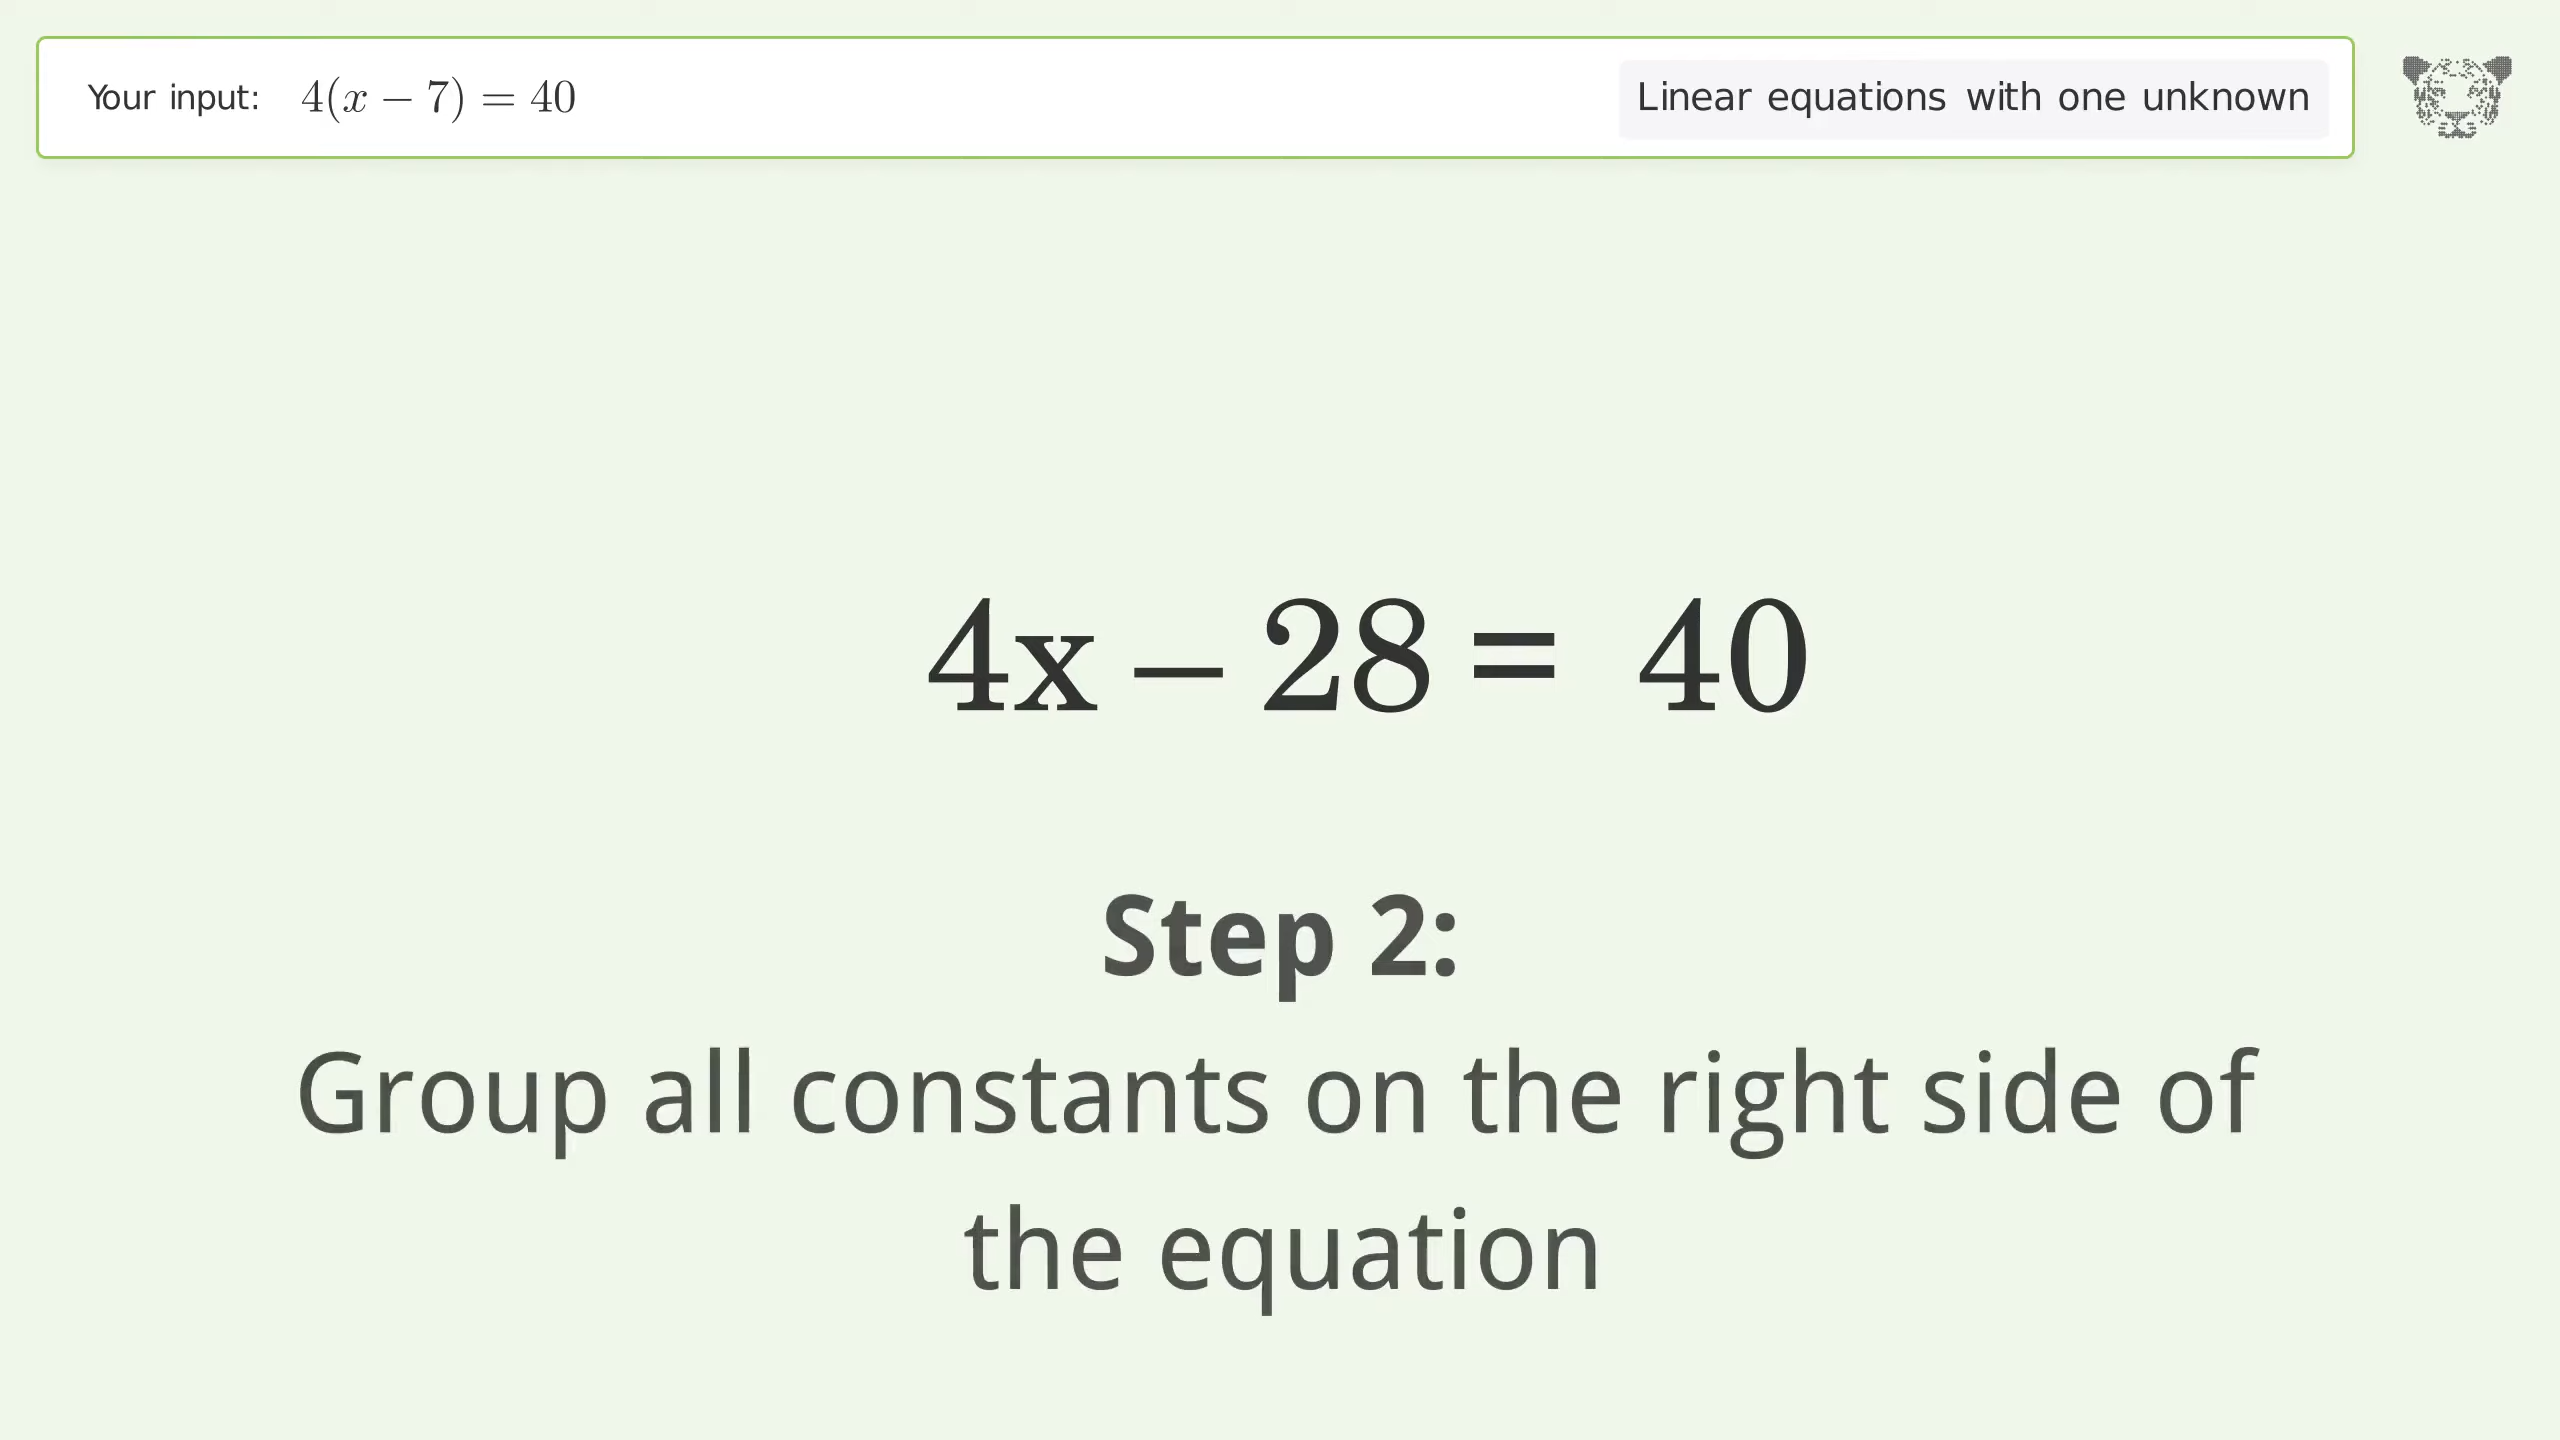 Your input: 4(x − 7) = 40
Linear equations with one unknown
4x – 28 = 40
Step 2:
Group all constants on the right side of
the equation